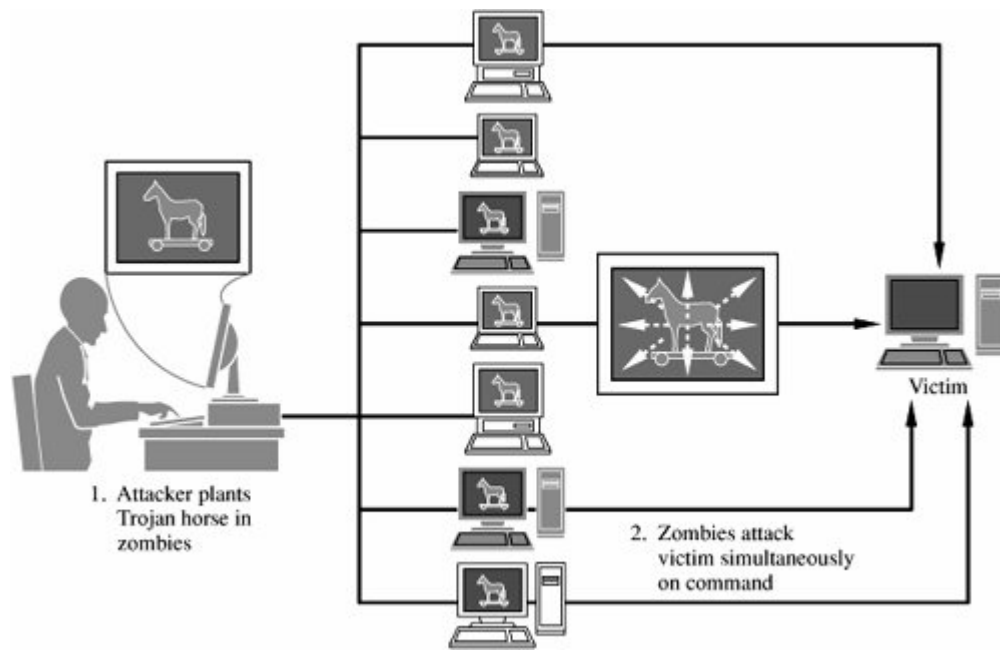 Victim
1. Attacker plants
Trojan horse in
zombies
2. Zombies attack
victim simultaneously
on command